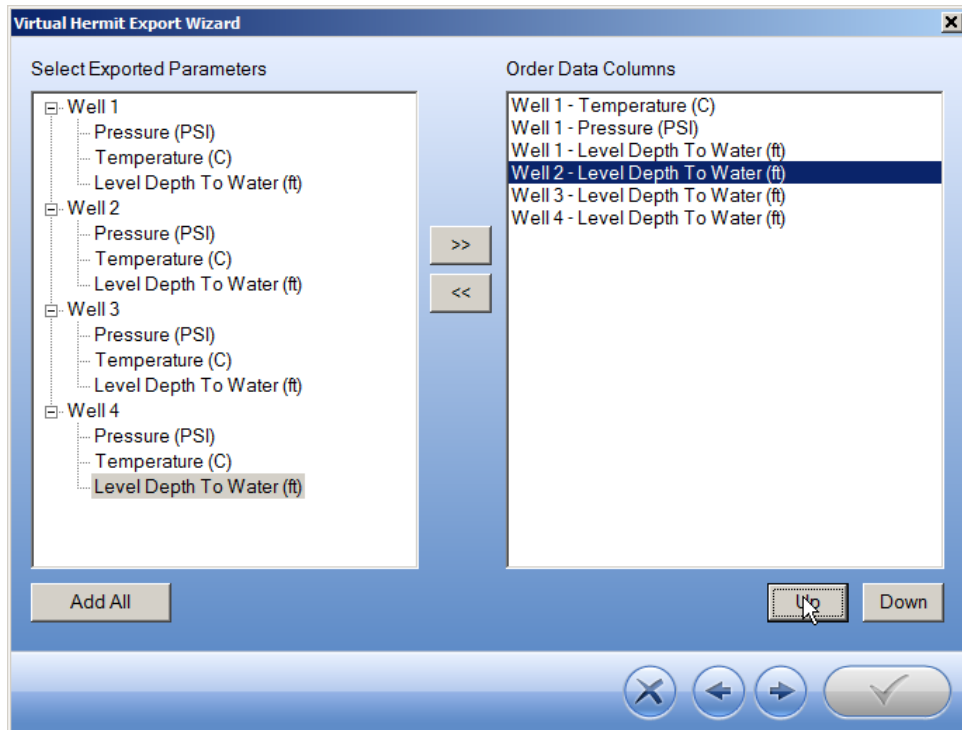 Virtual Hermit Export Wizard
Select Exported Parameters
Well 1
Pressure (PSI)
Temperature (C)
Level Depth To Water (ft)
Well 2
Pressure (PSI)
Temperature (C)
Level Depth To Water (ft)
Well 3
Pressure (PSI)
Temperature (C)
Level Depth To Water (ft)
Well 4
Pressure (PSI)
Temperature (C)
Level Depth To Water (ft)
Add All
>>
<<
Order Data Columns
Well 1 - Temperature (C)
Well 1 - Pressure (PSI)
Well 1 - Level Depth To Water (ft)
Well 2 - Level Depth To Water (ft)
Well 3 - Level Depth To Water (ft)
Well 4 - Level Depth To Water (ft)
Up
Down